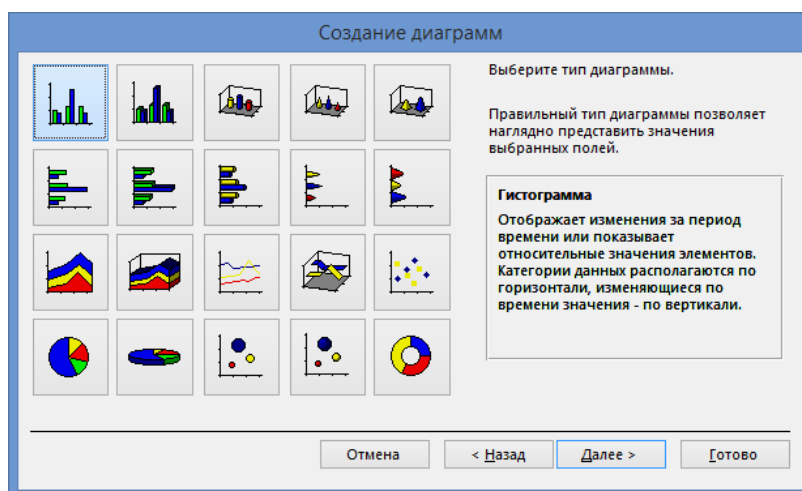 Создание диаграмм
Выберите тип диаграммы.
Правильный тип диаграммы позволяет
наглядно представить значения
выбранных полей.
Гистограмма
Отображает изменения за период
времени или показывает
относительные значения элементов.
Категории данных располагаются по
горизонтали, изменяющиеся по
времени значения - по вертикали.
Отмена
< Назад
Далее >
Готово